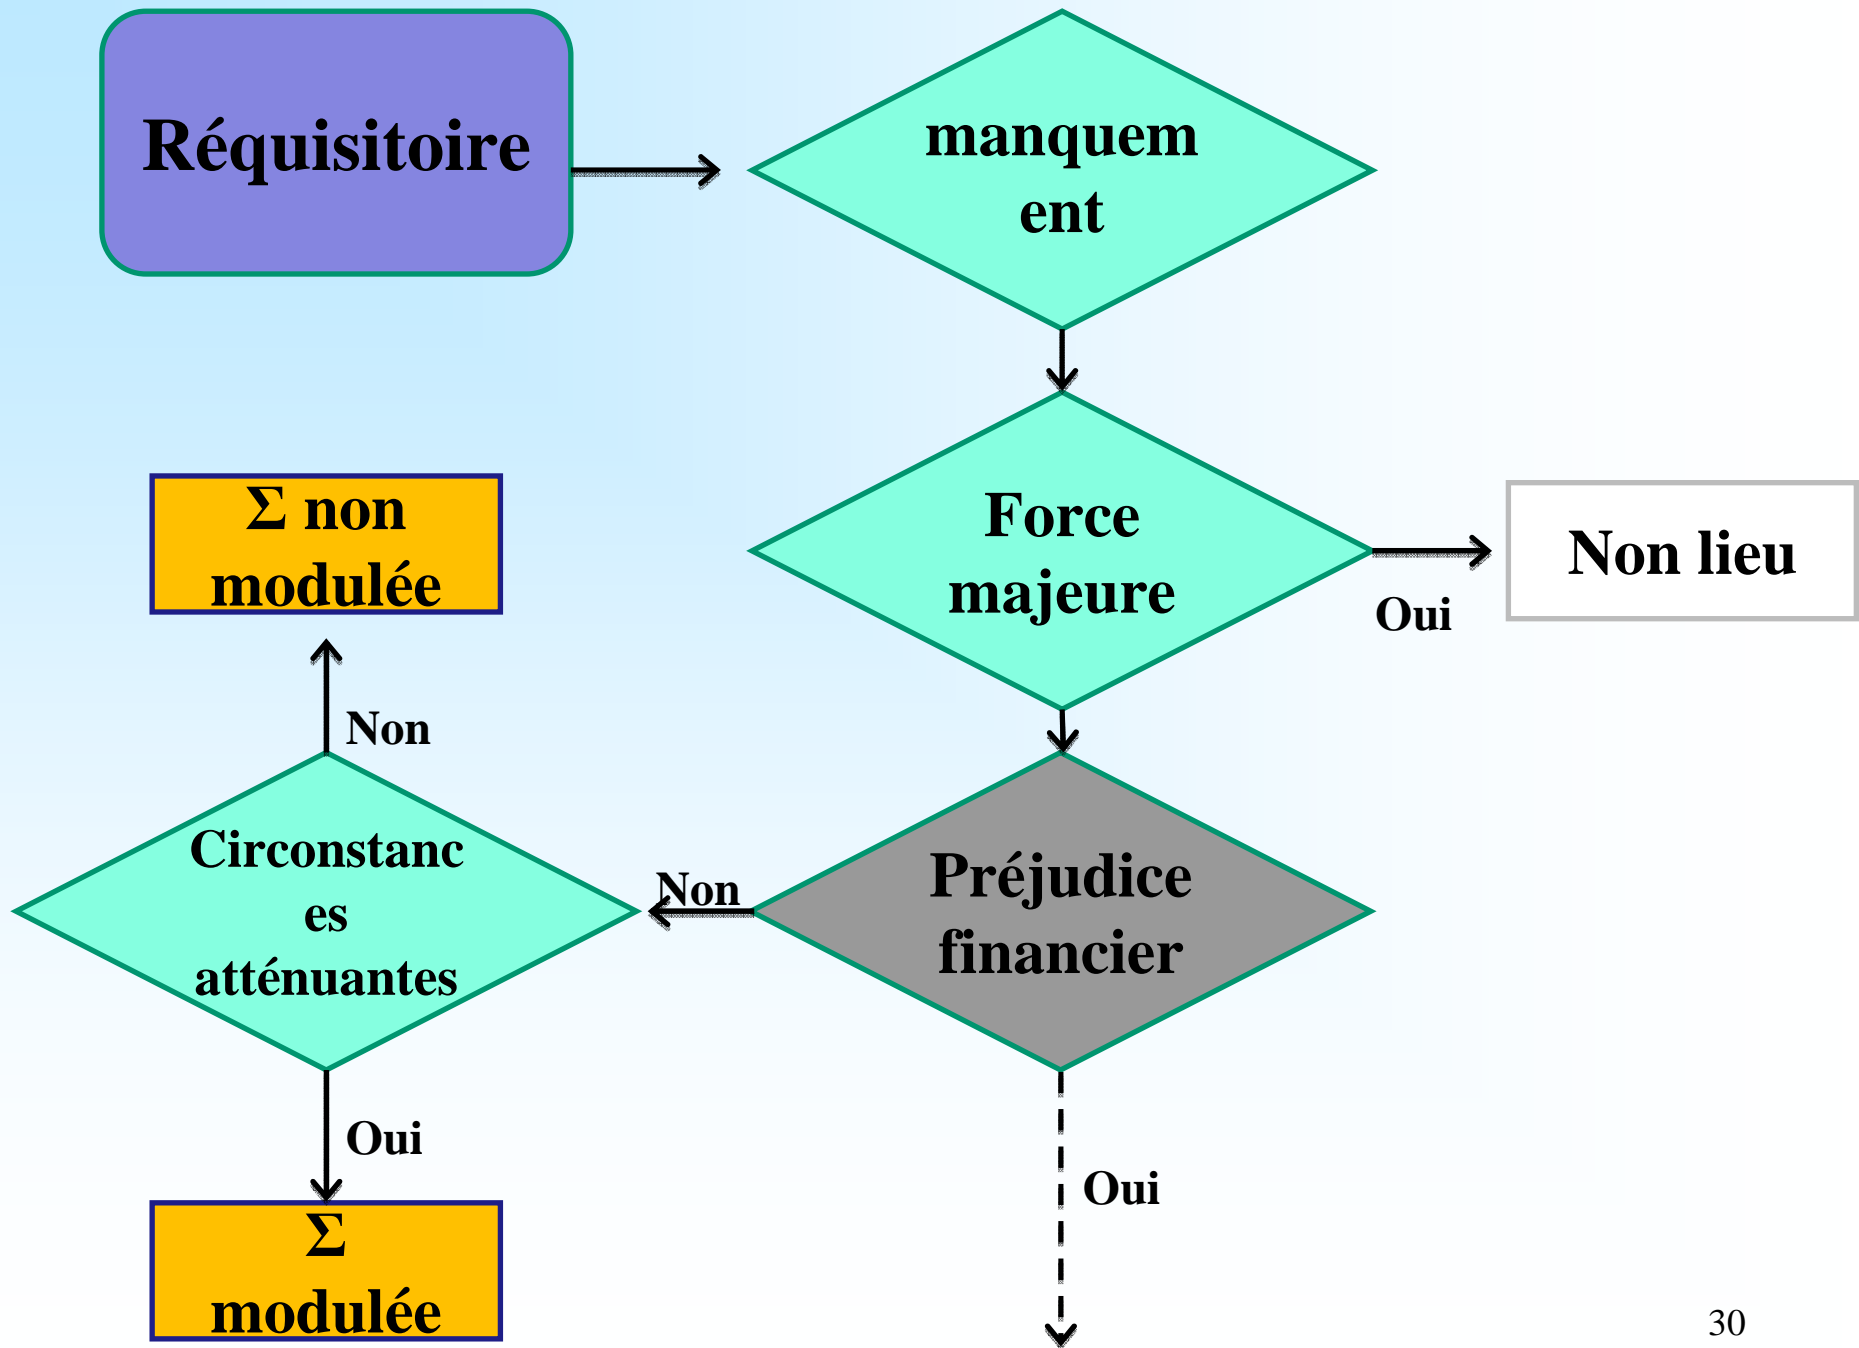 Réquisitoire
manquem
ent
Force
majeure
Oui
Non lieu
Σ non
modulée
Non
Circonstanc
es
atténuantes
Non
Préjudice
financier
Oui
Oui
Σ
modulée
30